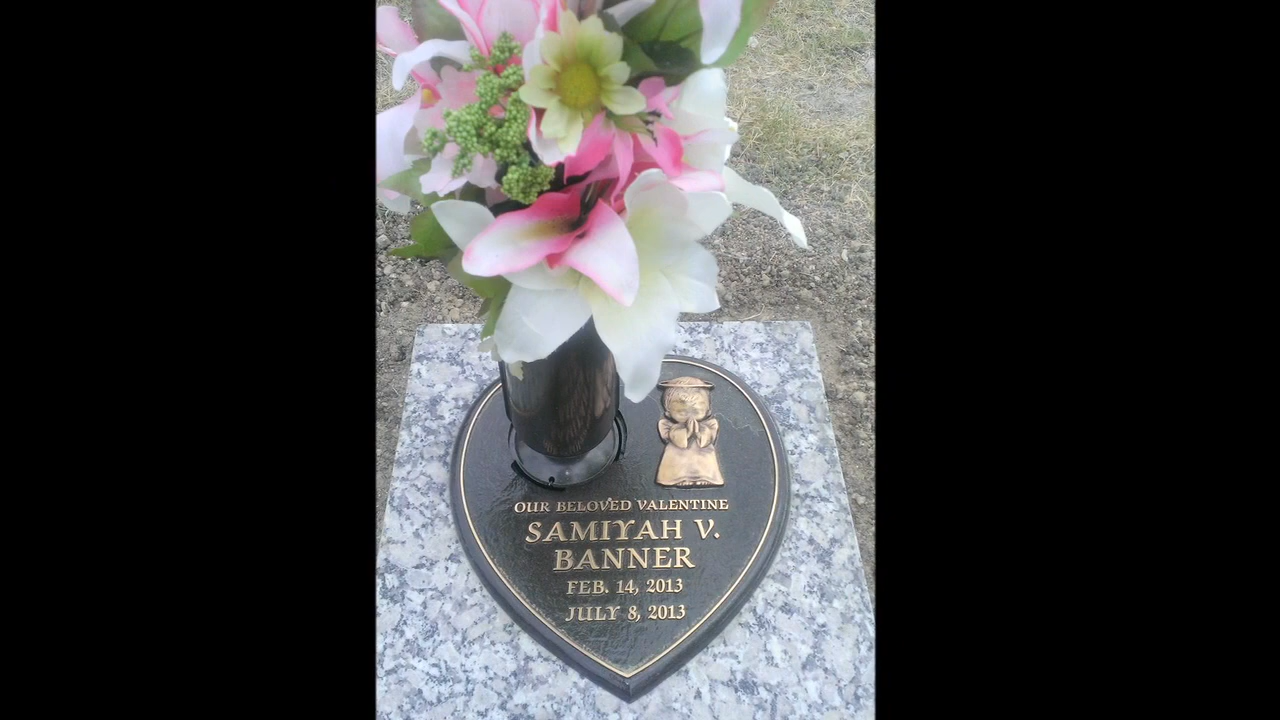 OUR BELOVED VALENTINE
SAMIYAH V.
BANNER
FEB. 14, 2013
JULY 8, 2013